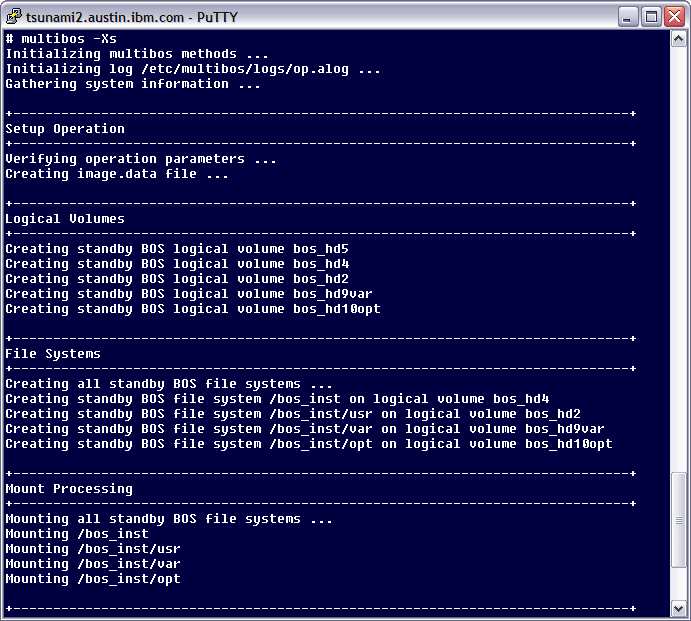 tsunami2.austin.ibm.com - PuTTY
# multibos -Xs
Initializing multibos methods ...
Initializing log /etc/multibos/logs/op.alog ...
Gathering system information ...
+-----------------------------------------------------------------------------+
Setup Operation
+-----------------------------------------------------------------------------+
Verifying operation parameters ...
Creating image.data file ...
+-----------------------------------------------------------------------------+
Logical Volumes
+-----------------------------------------------------------------------------+
Creating standby BOS logical volume bos_hd5
Creating standby BOS logical volume bos_hd4
Creating standby BOS logical volume bos_hd2
Creating standby BOS logical volume bos_hd9var
Creating standby BOS logical volume bos_hd10opt
+-----------------------------------------------------------------------------+
File Systems
+-----------------------------------------------------------------------------+
Creating all standby BOS file systems ...
Creating standby BOS file system /bos_inst on logical volume bos_hd4
Creating standby BOS file system /bos_inst/usr on logical volume bos_hd2
Creating standby BOS file system /bos_inst/var on logical volume bos_hd9var
Creating standby BOS file system /bos_inst/opt on logical volume bos_hd10opt
+-----------------------------------------------------------------------------+
Mount Processing
+-----------------------------------------------------------------------------+
Mounting all standby BOS file systems ...
Mounting /bos_inst
Mounting /bos_inst/usr
Mounting /bos_inst/var
Mounting /bos_inst/opt
+-----------------------------------------------------------------------------+